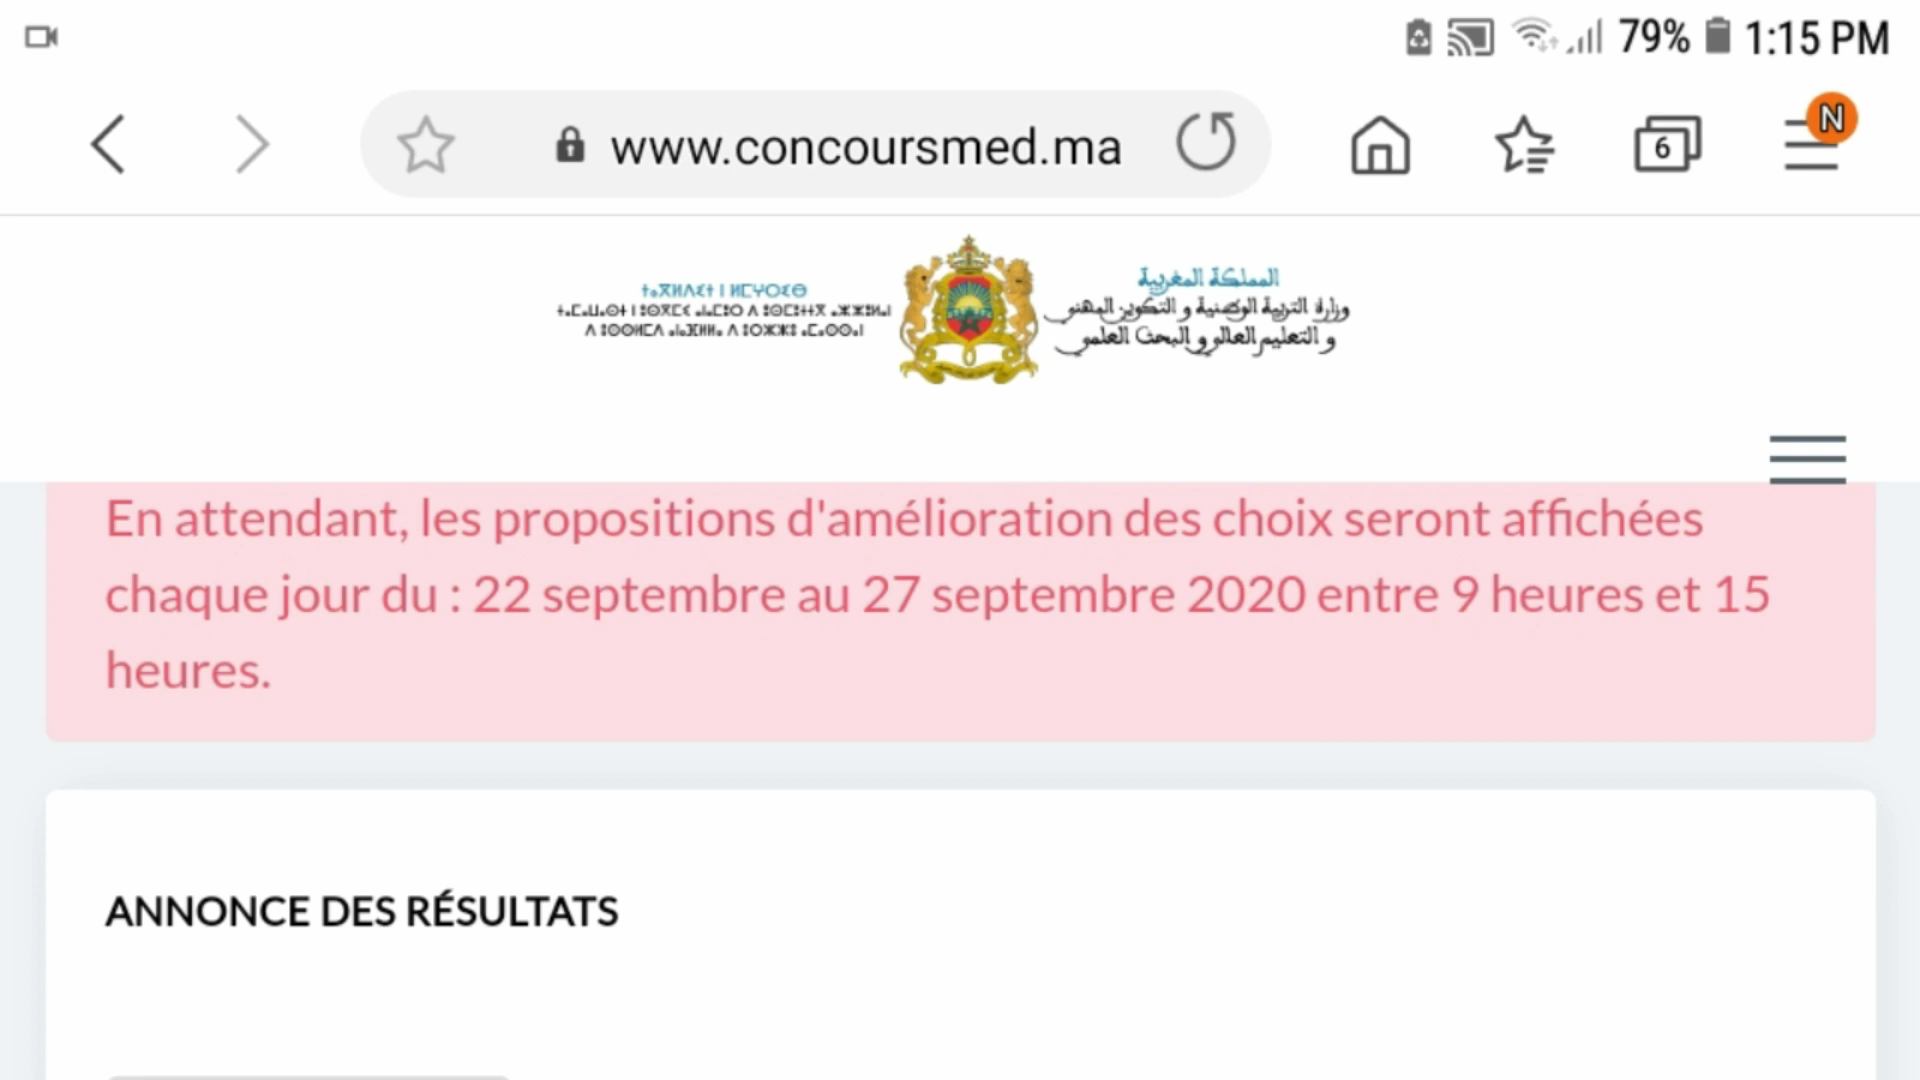 79% 1:15 PM
www.concoursmed.ma
6
N
ⵜⴰⴳⵍⴷⵉⵜ ⵏ ⵍⵎⵖⵔⵉⴱ
المملكة المغربية
وزارة التربية الوطنية و التكوين المهني
و التعليم العالي و البحث العلمي
En attendant, les propositions d'amélioration des choix seront affichées
chaque jour du : 22 septembre au 27 septembre 2020 entre 9 heures et 15
heures.
ANNONCE DES RÉSULTATS